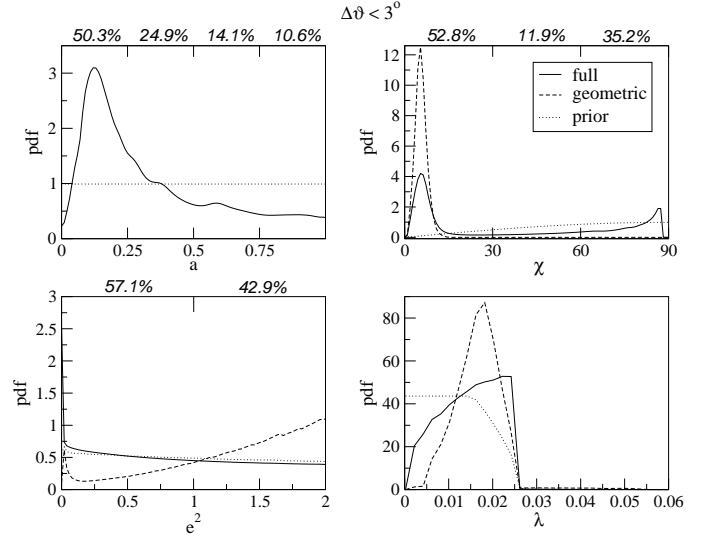 Δϑ < 3°
50.3% 24.9% 14.1% 10.6%
pdf
3
2
1
0
0 0.25 0.5 0.75
a
52.8% 11.9% 35.2%
pdf
12
10
8
6
4
2
0
full
geometric
prior
0 30 60 90
χ
57.1% 42.9%
pdf
3
2.5
2
1.5
1
0.5
0
0 0.5 1 1.5 2
e²
pdf
80
60
40
20
0
0 0.01 0.02 0.03 0.04 0.05 0.06
λ